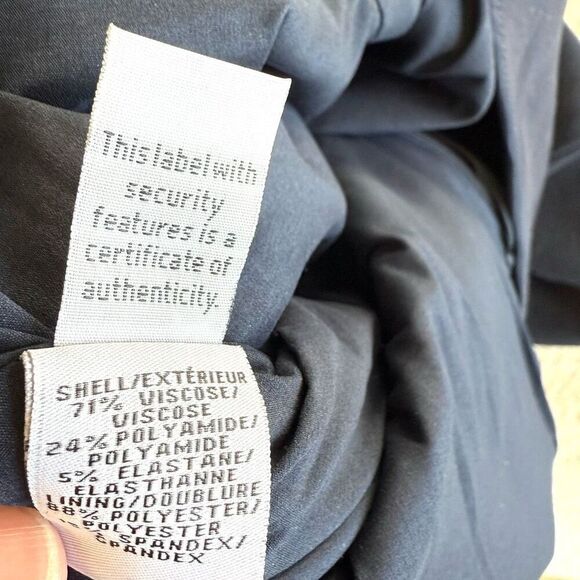 This label with
security
features is a
certificate of
authenticity.
SHELL/EXTÉRIEUR
71% VISCOSE/
VISCOSE
24% POLYAMIDE/
POLYAMIDE
5% ELASTANE/
ELASTHANNE
LINING/DOUBLURE
88% POLYESTER/
POLYESTER
SPANDEX/
SPANDEX